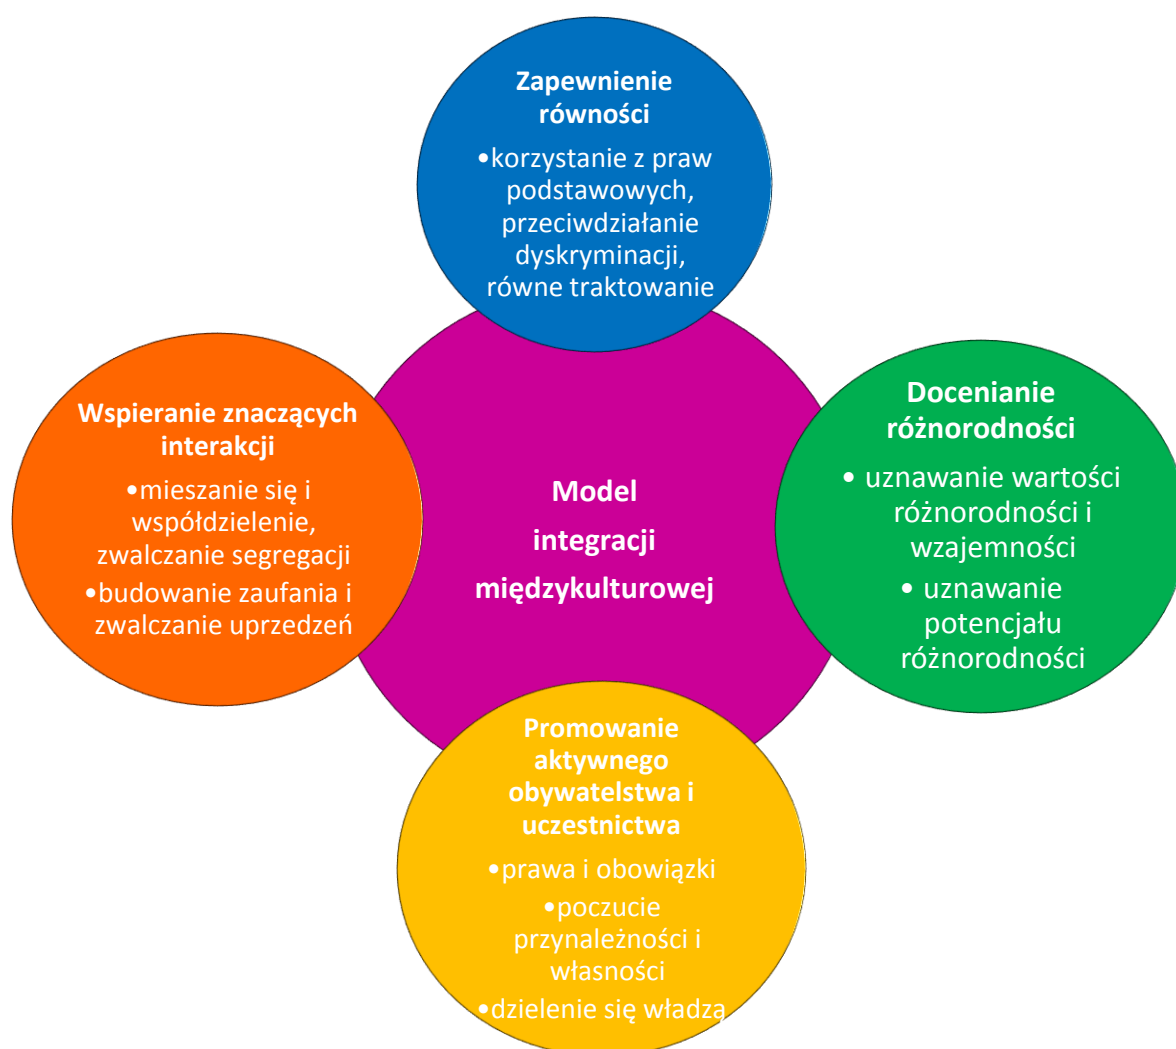 Zapewnienie
równości
•korzystanie z praw
podstawowych,
przeciwdziałanie
dyskryminacji,
równe traktowanie
Wspieranie znaczących
interakcji
•mieszanie się i
współdzielenie,
zwalczanie segregacji
•budowanie zaufania i
zwalczanie uprzedzeń
Model
integracji
międzykulturowej
Docenianie
różnorodności
• uznawanie wartości
różnorodności i
wzajemności
• uznawanie
potencjału
różnorodności
Promowanie
aktywnego
obywatelstwa i
uczestnictwa
•prawa i obowiązki
•poczucie
przynależności i
własności
•dzielenie się władzą